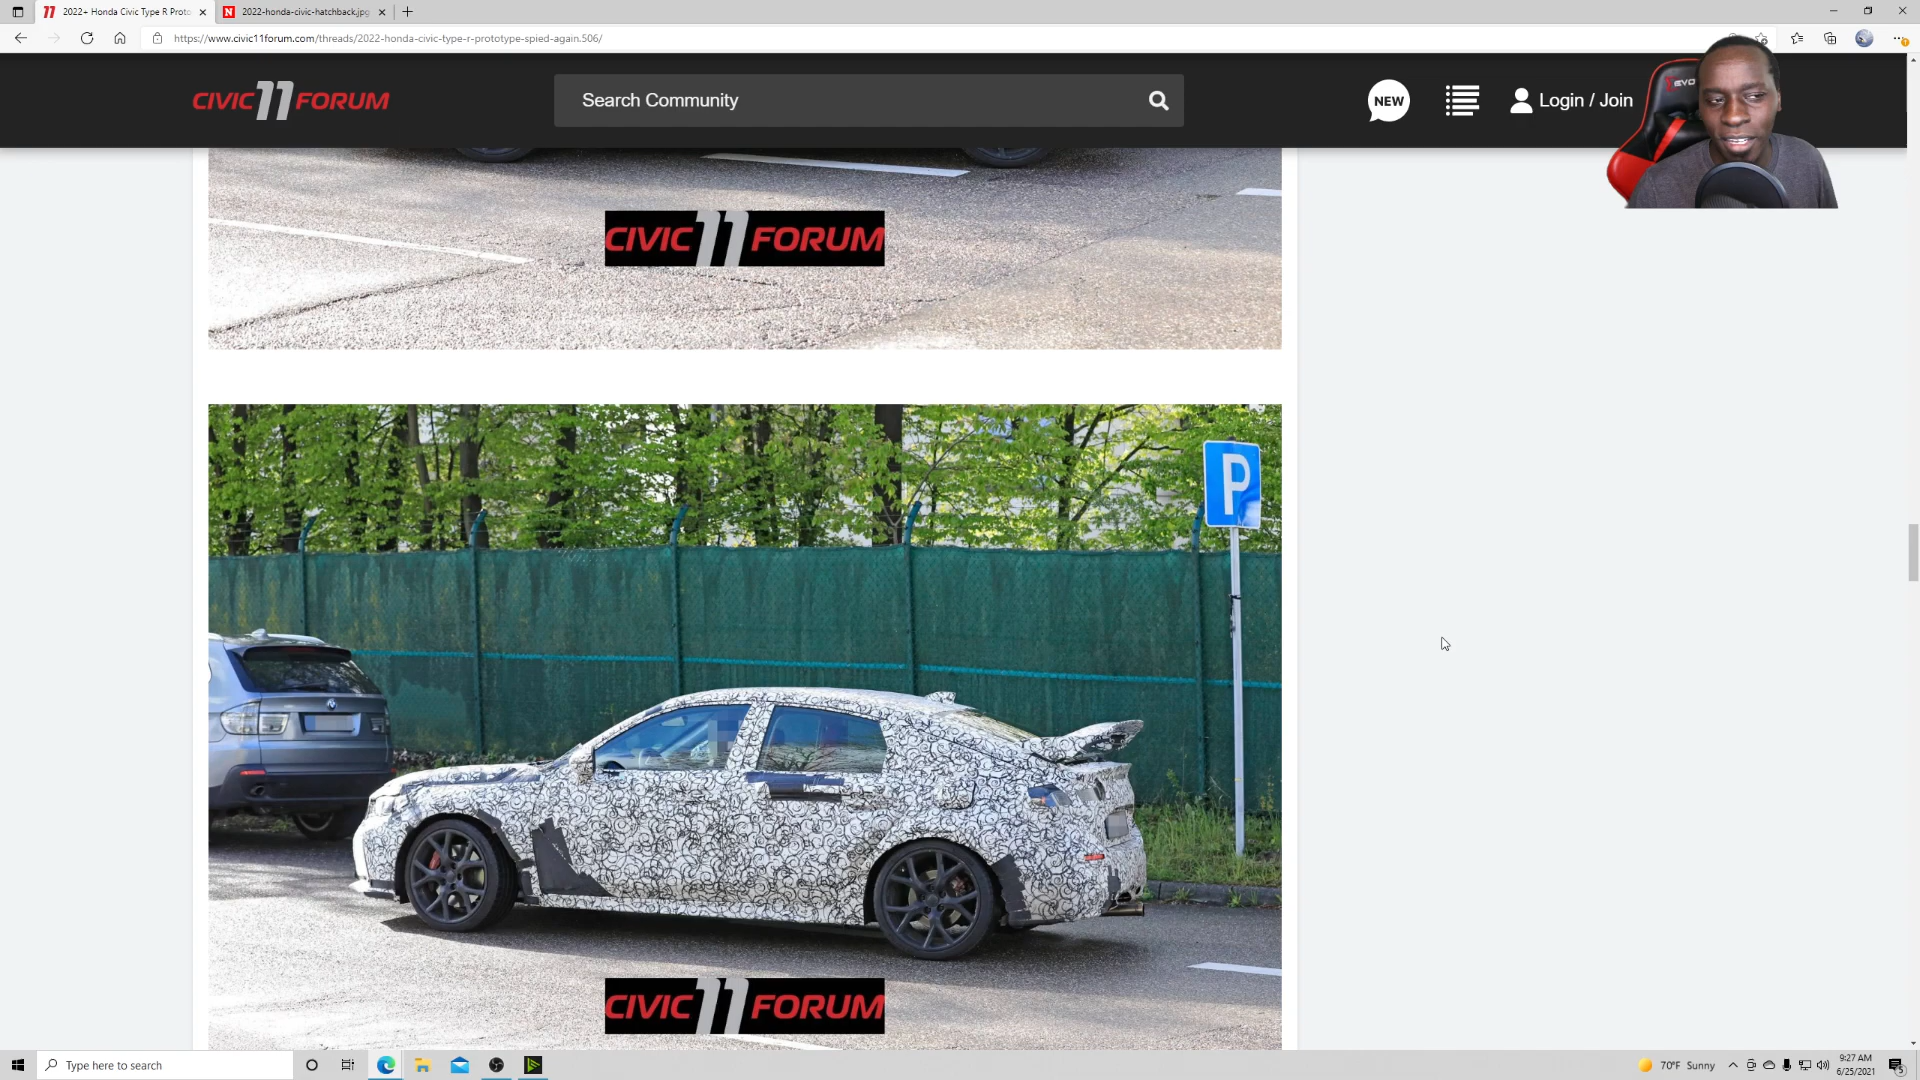 2022+ Honda Civic Type R Proto
2022-honda-civic-hatchback.jpg
https://www.civic11forum.com/threads/2022-honda-civic-type-r-prototype-spied-again.506/
CIVIC 11 FORUM
Search Community
NEW
Login / Join
EVO
CIVIC 11 FORUM
P
CIVIC 11 FORUM
Type here to search
70°F Sunny
9:27 AM
6/25/2021